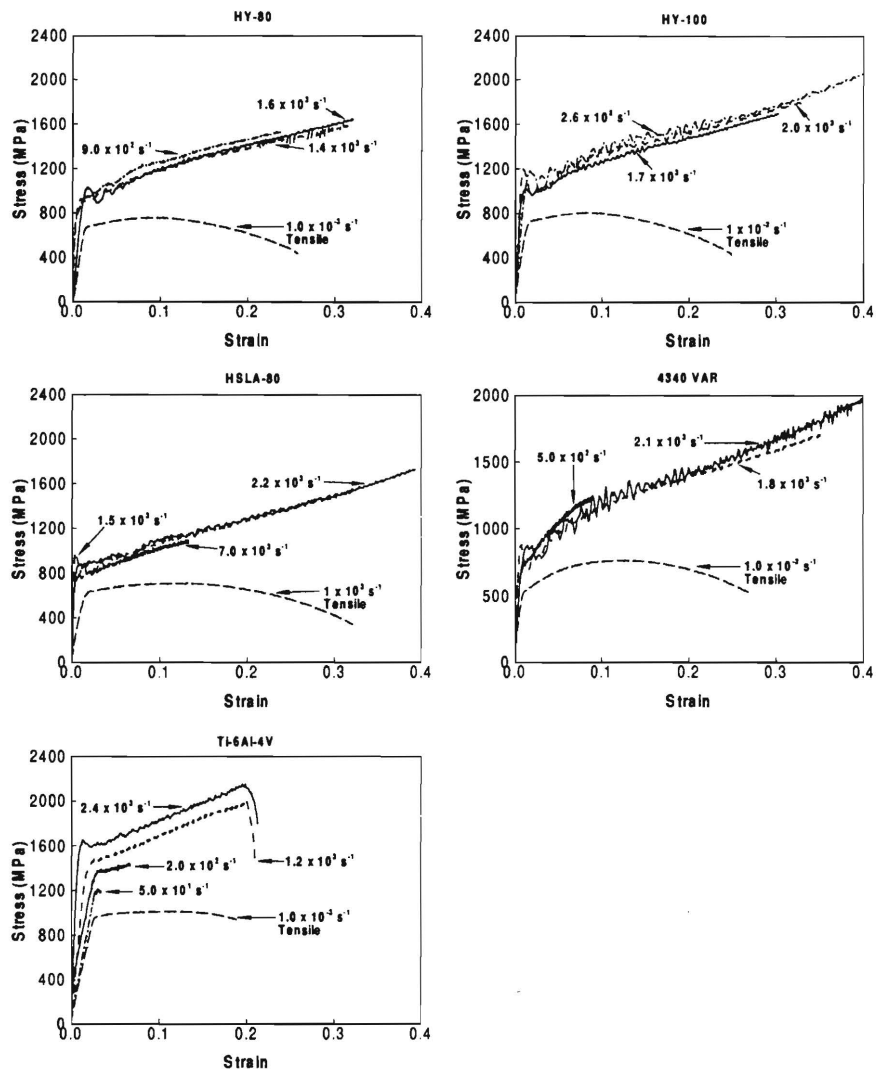 HY-80
2400
2000
1600
1200
800
400
0
0.0 0.1 0.2 0.3 0.4
Stress (MPa)
Strain
1.6 x 10³ s⁻¹
9.0 x 10² s⁻¹
1.4 x 10³ s⁻¹
1.0 x 10⁻³ s⁻¹
Tensile
HY-100
2400
2000
1600
1200
800
400
0
0.0 0.1 0.2 0.3 0.4
Stress (MPa)
Strain
2.6 x 10³ s⁻¹
2.0 x 10³ s⁻¹
1.7 x 10³ s⁻¹
1 x 10⁻³ s⁻¹
Tensile
HSLA-80
2400
2000
1600
1200
800
400
0
0.0 0.1 0.2 0.3 0.4
Stress (MPa)
Strain
2.2 x 10³ s⁻¹
1.5 x 10³ s⁻¹
7.0 x 10³ s⁻¹
1 x 10³ s⁻¹
Tensile
4340 VAR
2000
1500
1000
500
0
0.0 0.1 0.2 0.3 0.4
Stress (MPa)
Strain
2.1 x 10³ s⁻¹
5.0 x 10² s⁻¹
1.8 x 10³ s⁻¹
1.0 x 10⁻³ s⁻¹
Tensile
Ti-6Al-4V
2400
2000
1600
1200
800
400
0
0.0 0.1 0.2 0.3 0.4
Stress (MPa)
Strain
2.4 x 10³ s⁻¹
2.0 x 10² s⁻¹
1.2 x 10³ s⁻¹
5.0 x 10¹ s⁻¹
1.0 x 10⁻³ s⁻¹
Tensile